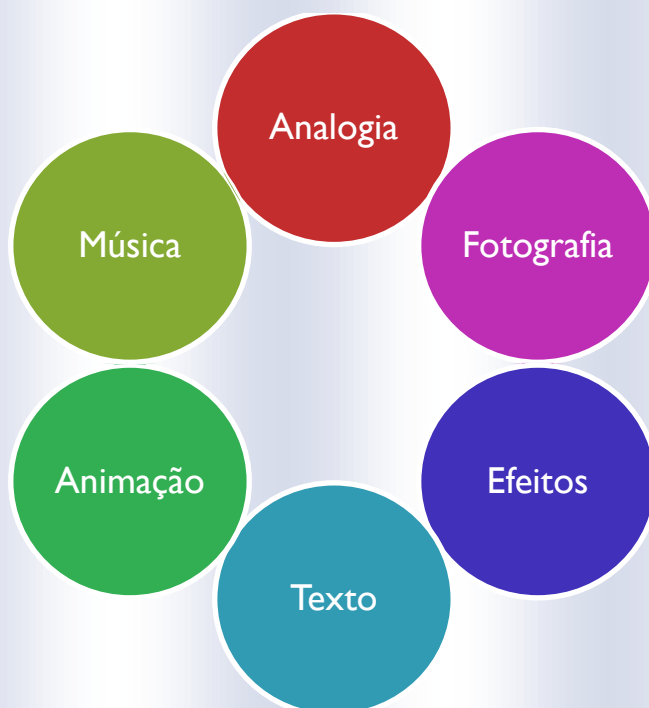 Analogia
Música
Fotografia
Animação
Efeitos
Texto